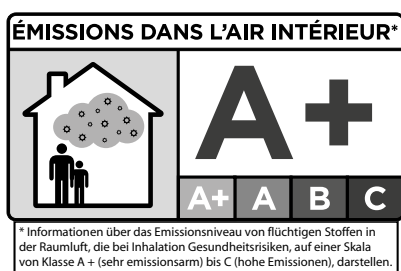 ÉMISSIONS DANS L'AIR INTÉRIEUR*
A+
A+ A B C
* Informationen über das Emissionsniveau von flüchtigen Stoffen in
der Raumluft, die bei Inhalation Gesundheitsrisiken, auf einer Skala
von Klasse A + (sehr emissionsarm) bis C (hohe Emissionen), darstellen.